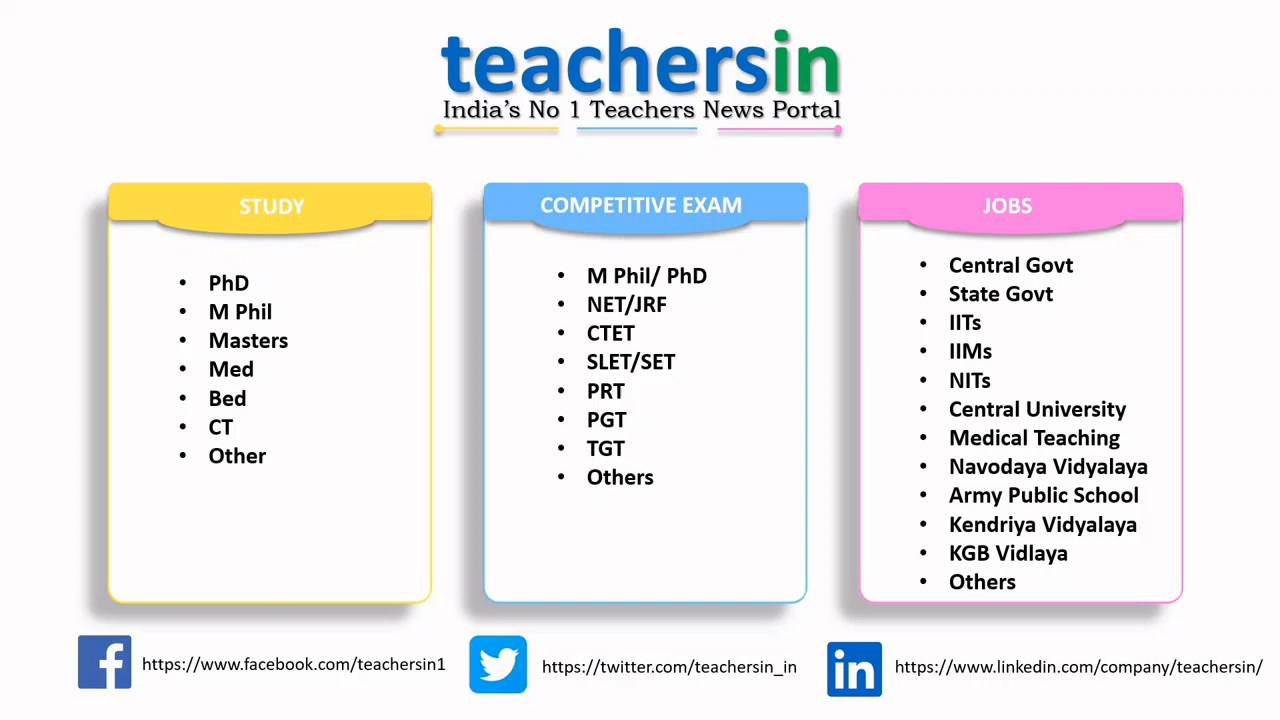 teachersin
India's No 1 Teachers News Portal
STUDY
• PhD
• M Phil
• Masters
• Med
• Bed
• CT
• Other
COMPETITIVE EXAM
• M Phil/ PhD
• NET/JRF
• CTET
• SLET/SET
• PRT
• PGT
• TGT
• Others
JOBS
• Central Govt
• State Govt
• IITs
• IIMs
• NITs
• Central University
• Medical Teaching
• Navodaya Vidyalaya
• Army Public School
• Kendriya Vidyalaya
• KGB Vidlaya
• Others
f https://www.facebook.com/teachersin1
https://twitter.com/teachersin_in
in https://www.linkedin.com/company/teachersin/